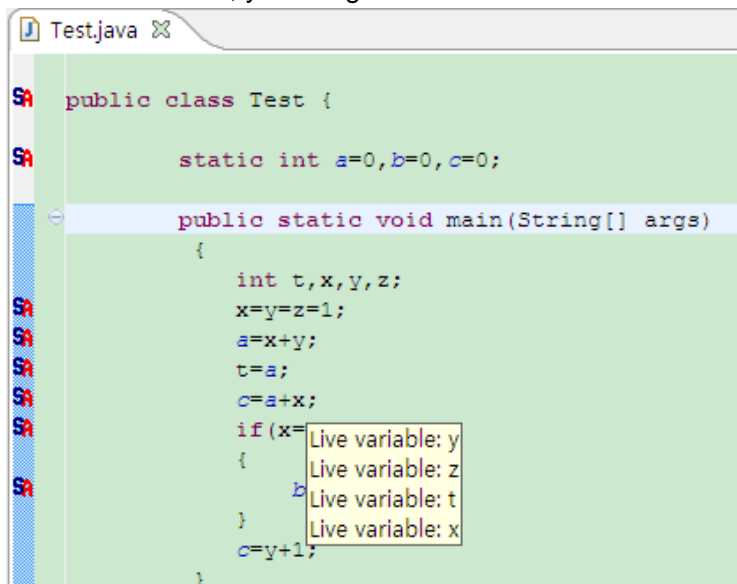 Test.java
SA public class Test {
SA static int a=0,b=0,c=0;
public static void main(String[] args)
{
int t,x,y,z;
SA x=y=z=1;
SA a=x+y;
SA t=a;
SA c=a+x;
SA if(x=
Live variable: y
{
Live variable: z
SA b
Live variable: t
}
Live variable: x
c=y+1;
}